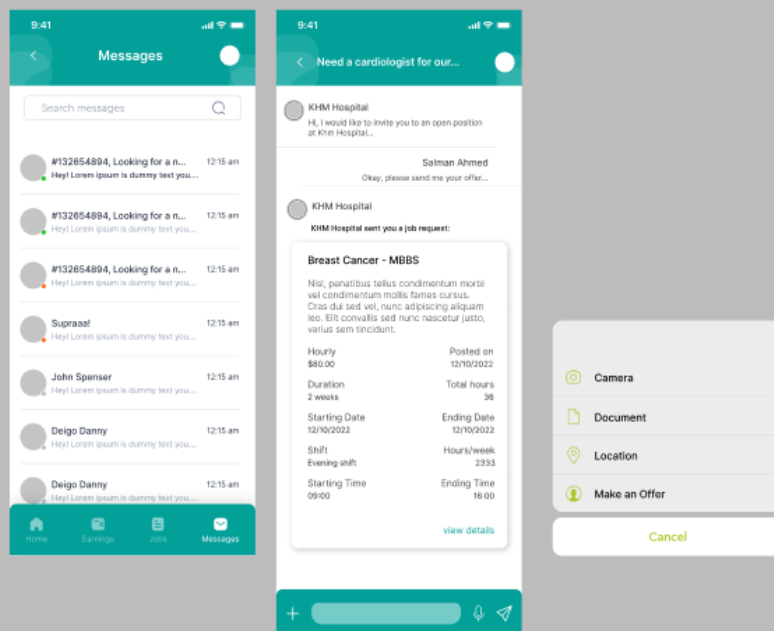 9:41
Messages
Search messages
#132654894, Looking for a n... 12:15 am
Hey! Lorem ipsum is dummy text you....
#132654894, Looking for a n... 12:15 am
Hey! Lorem ipsum is dummy text you....
#132654894, Looking for a n... 12:15 am
Hey! Lorem ipsum is dummy text you....
Supraaa! 12:15 am
Hey! Lorem ipsum is dummy text you....
John Spenser 12:15 am
Hey! Lorem ipsum is dummy text you....
Deigo Danny 12:15 am
Hey! Lorem ipsum is dummy text you....
Deigo Danny 12:15 am
Hey! Lorem ipsum is dummy text you....
Home Earnings Jobs Messages
9:41
Need a cardiologist for our...
KHM Hospital
Hi, I would like to invite you to an open position
at Khm Hospital...
Salman Ahmed
Okay, please send me your offer...
KHM Hospital
KHM Hospital sent you a job request:
Breast Cancer - MBBS
Nisl, penatibus tellus condimentum morbi
vel condimentum mollis fames cursus.
Cras dui sed vel, nunc adipiscing aliquam
leo. Elit convallis sed nunc nascetur justo,
varius sem tincidunt.
Hourly Posted on
$80.00 12/10/2022
Duration Total hours
2 weeks 36
Starting Date Ending Date
12/10/2022 12/10/2022
Shift Hours/week
Evening shift 2333
Starting Time Ending Time
09:00 16:00
view details
Camera
Document
Location
Make an Offer
Cancel